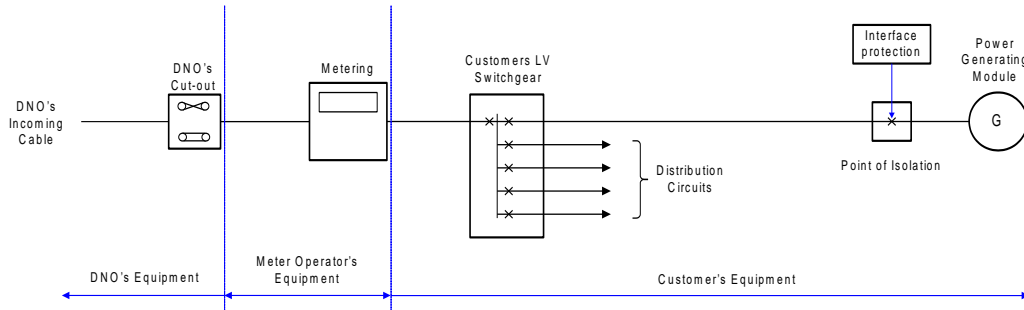 DNO's
Incoming
Cable
DNO's
Cut-out
Metering
Customers LV
Switchgear
Distribution
Circuits
Interface
protection
Point of Isolation
Power
Generating
Module
G
DNO's Equipment
Meter Operator's
Equipment
Customer's Equipment